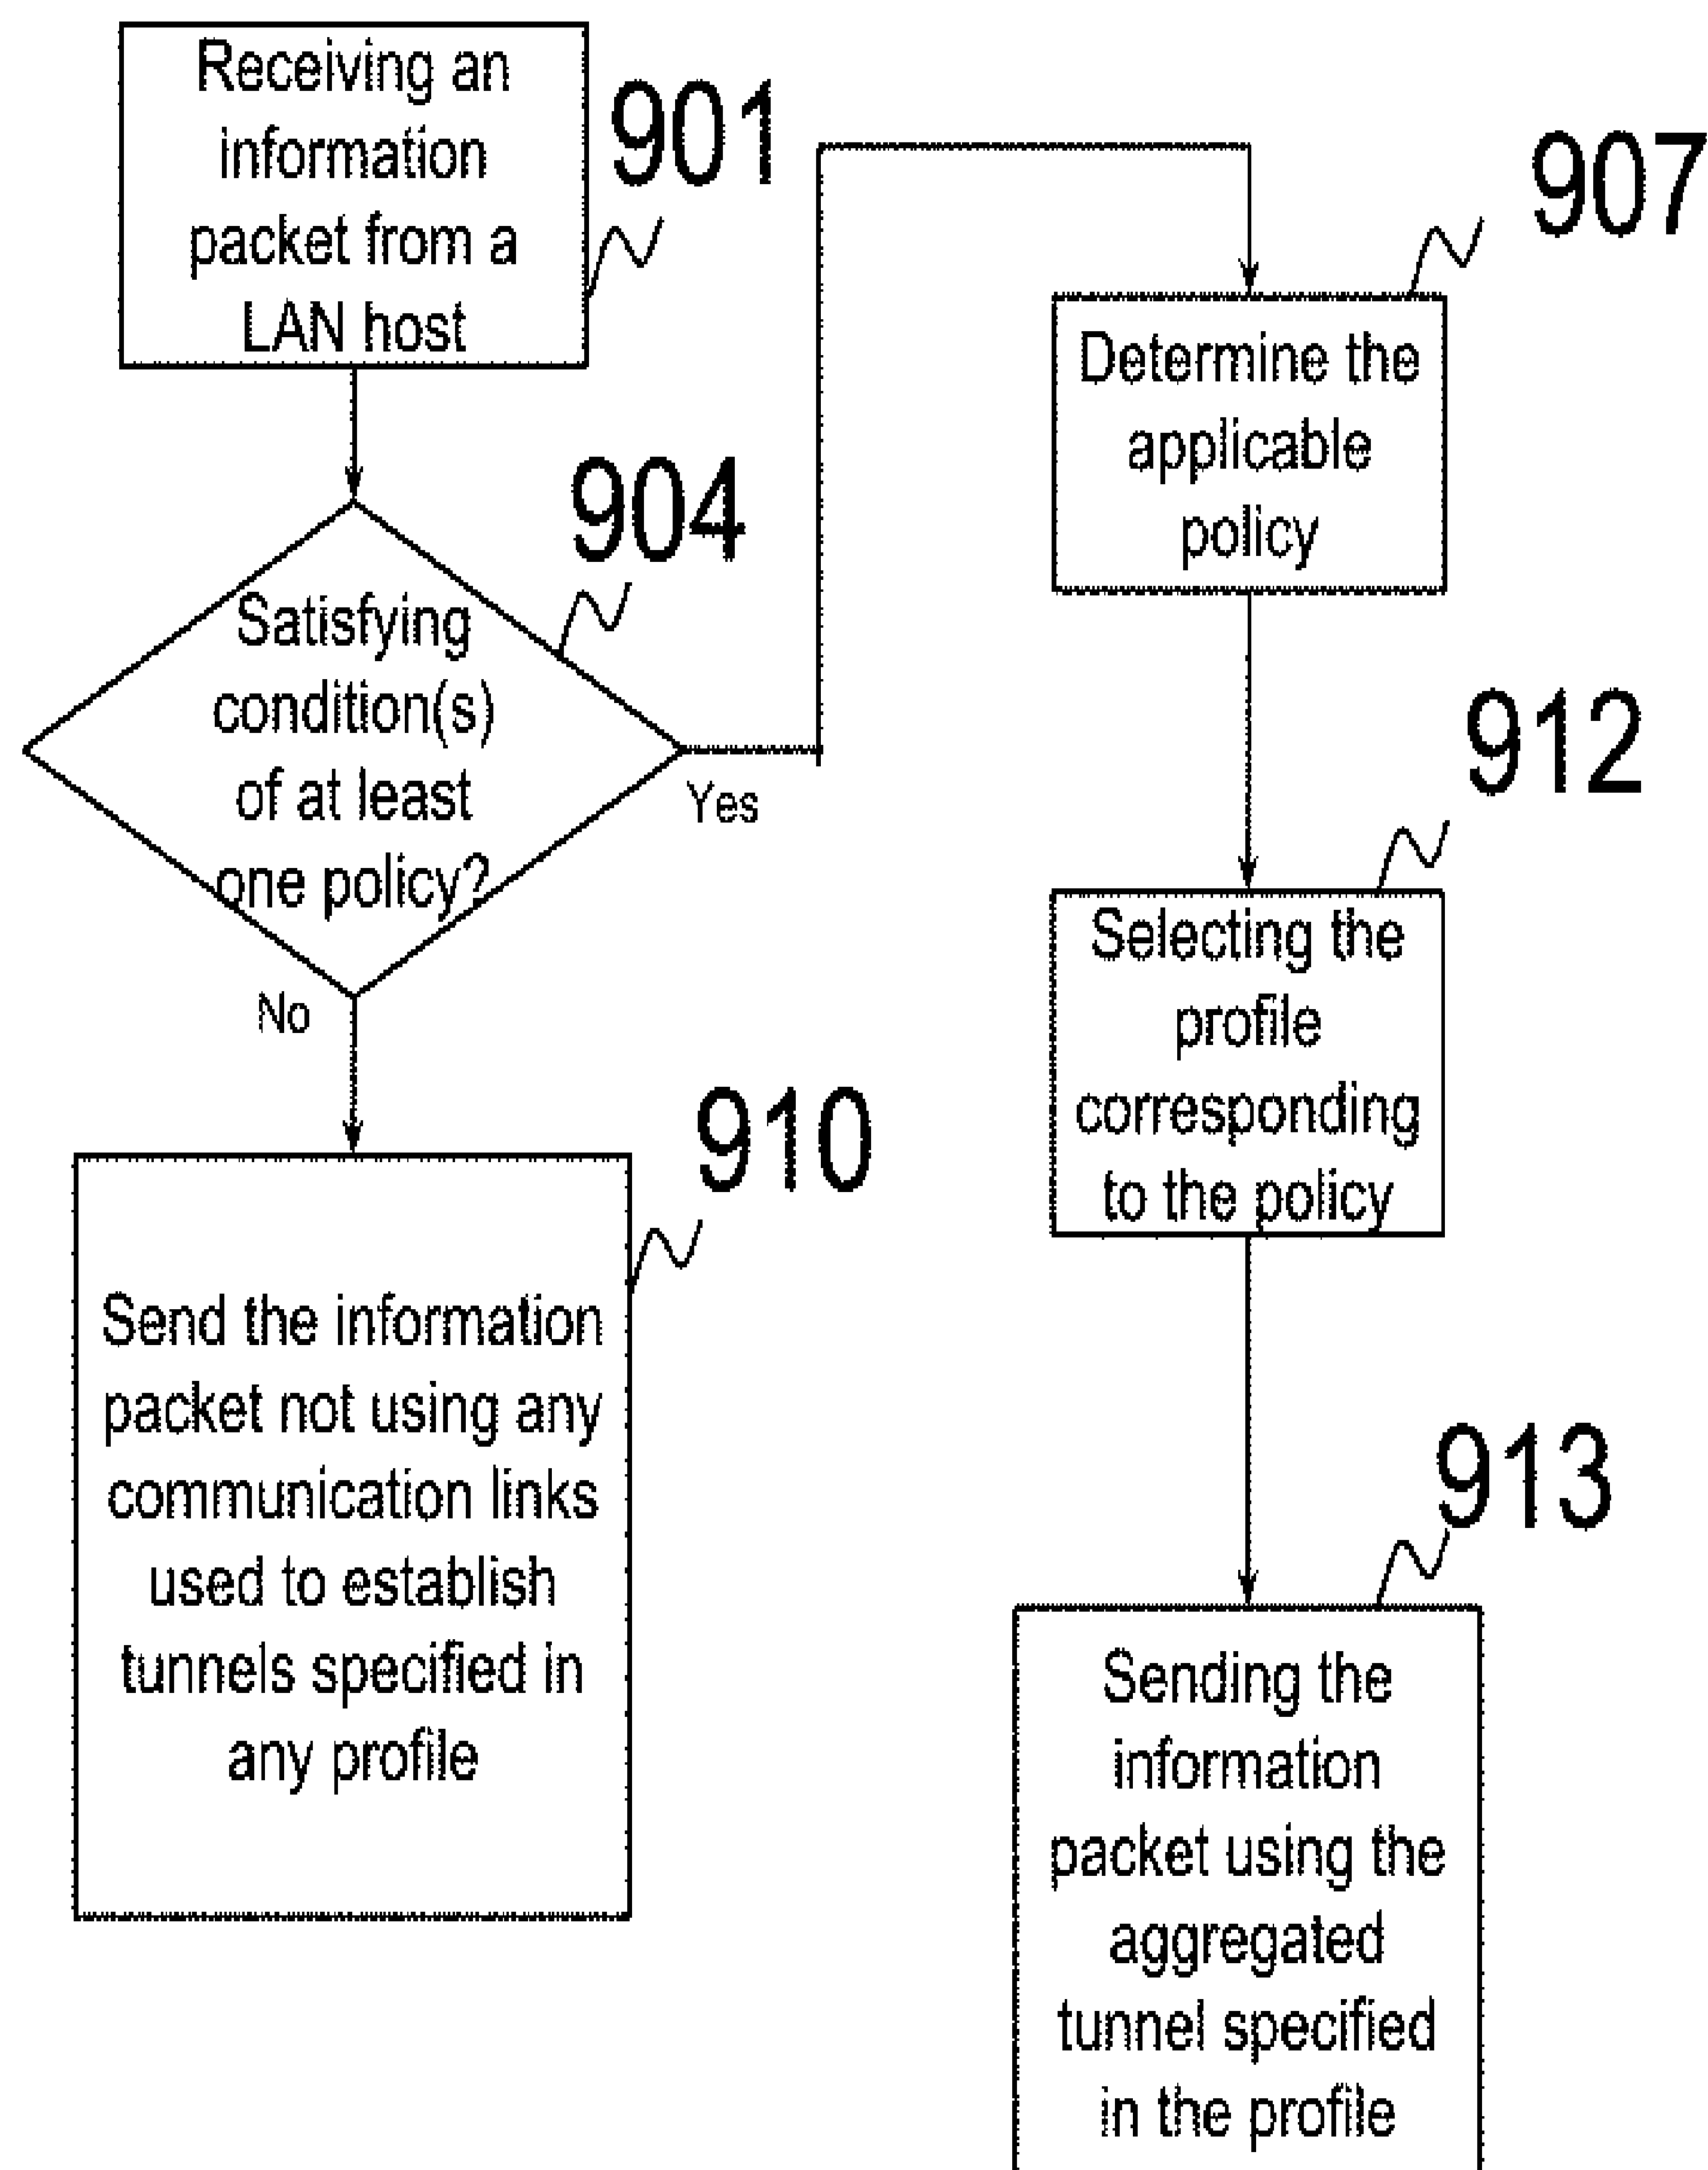 Receiving an
information
packet from a
LAN host
901
904
Satisfying
condition(s)
of at least
one policy?
Yes
No
910
Send the information
packet not using any
communication links
used to establish
tunnels specified in
any profile
907
Determine the
applicable
policy
912
Selecting the
profile
corresponding
to the policy
913
Sending the
information
packet using the
aggregated
tunnel specified
in the profile